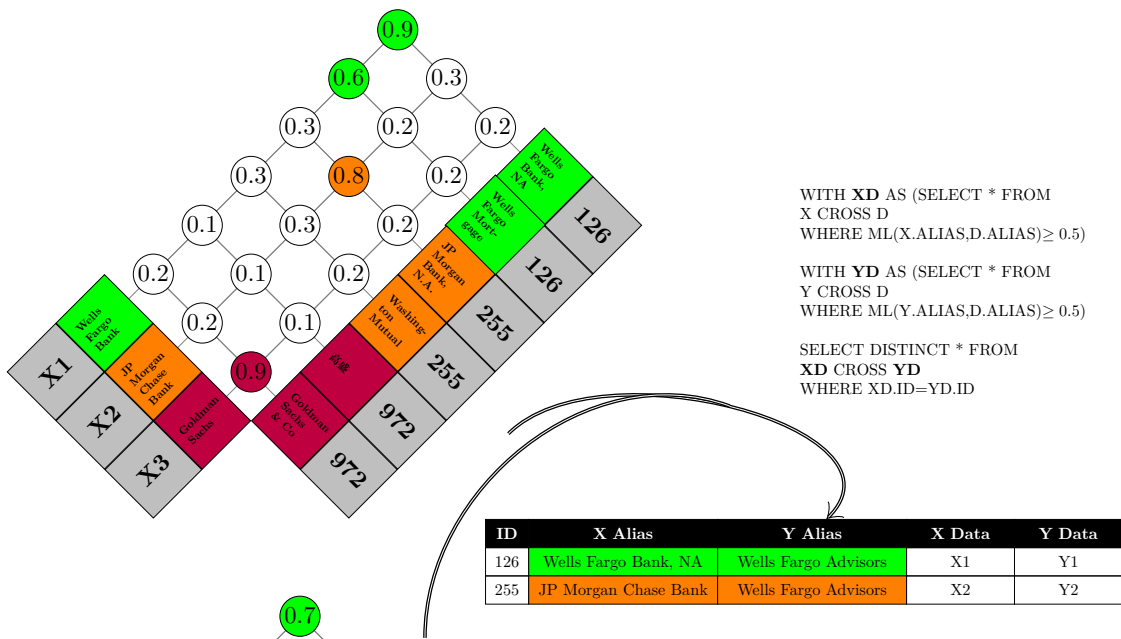 0.9
0.6
0.3
0.3
0.2
0.2
0.3
0.8
0.2
0.1
0.3
0.2
0.2
0.1
0.2
0.2
0.1
0.9
Wells
Fargo
Bank
JP
Morgan
Chase
Bank
Goldman
Sachs
X1
X2
X3
Wells
Fargo
Bank,
NA
Wells
Fargo
Mort-
gage
JP
Morgan
Bank,
N.A.
Washing-
ton
Mutual
高盛
Goldman
Sachs
& Co
126
126
255
255
972
972
WITH XD AS (SELECT * FROM
X CROSS D
WHERE ML(X.ALIAS,D.ALIAS)≥ 0.5)
WITH YD AS (SELECT * FROM
Y CROSS D
WHERE ML(Y.ALIAS,D.ALIAS)≥ 0.5)
SELECT DISTINCT * FROM
XD CROSS YD
WHERE XD.ID=YD.ID
ID X Alias Y Alias X Data Y Data
126 Wells Fargo Bank, NA Wells Fargo Advisors X1 Y1
255 JP Morgan Chase Bank Wells Fargo Advisors X2 Y2
0.7